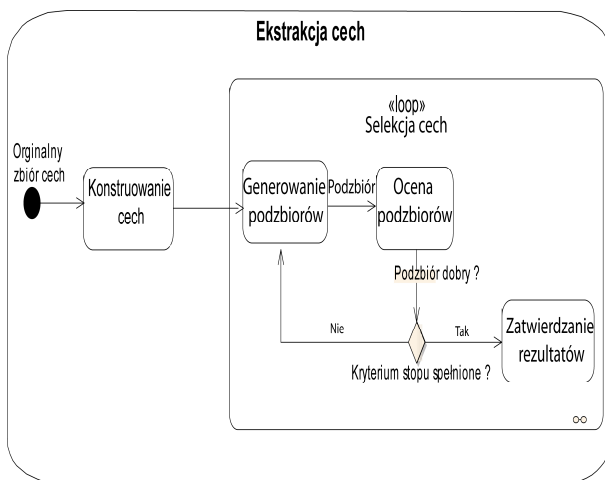 Ekstrakcja cech
«loop»
Selekcja cech
Orginalny
zbiór cech
Konstruowanie
cech
Generowanie
podzbiorów
Podzbiór
Ocena
podzbiorów
Podzbiór dobry ?
Nie
Tak
Zatwierdzanie
rezultatów
Kryterium stopu spełnione ?